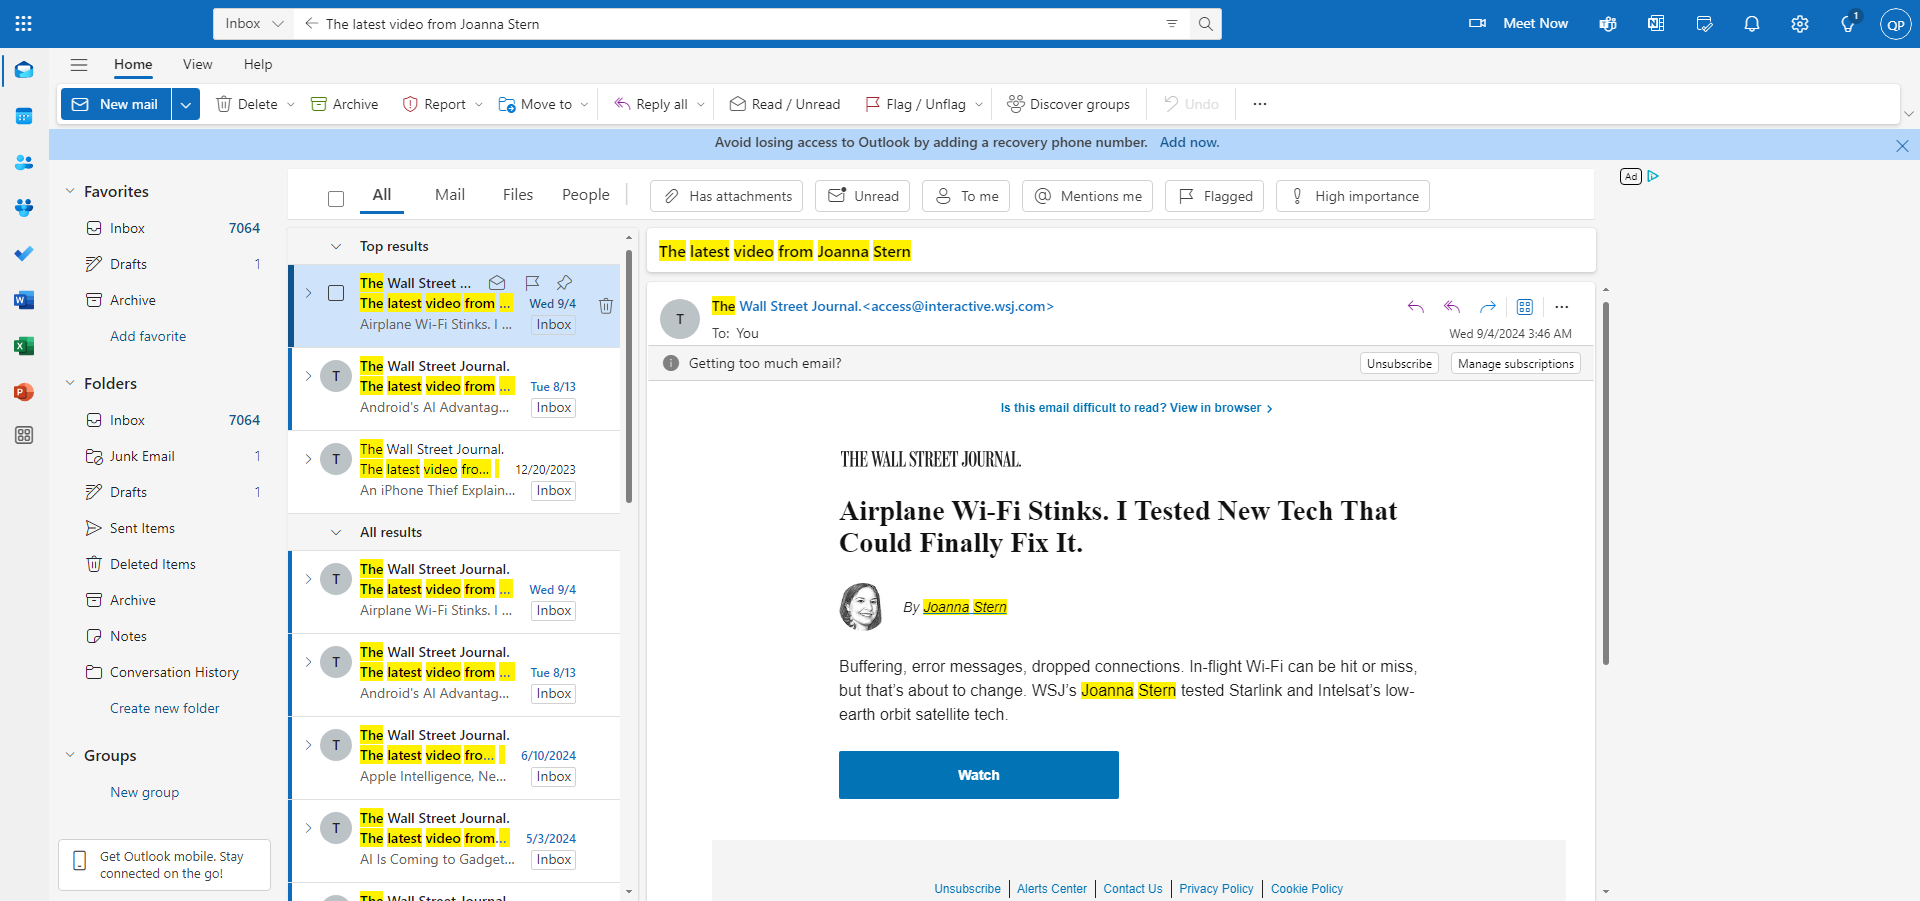 Inbox
The latest video from Joanna Stern
Meet Now
1
QP
Home
View
Help
New mail
Delete
Archive
Report
Move to
Reply all
Read / Unread
Flag / Unflag
Discover groups
Undo
Avoid losing access to Outlook by adding a recovery phone number. Add now.
Favorites
Inbox 7064
Drafts 1
Archive
Add favorite
Folders
Inbox 7064
Junk Email 1
Drafts 1
Sent Items
Deleted Items
Archive
Notes
Conversation History
Create new folder
Groups
New group
Get Outlook mobile. Stay
connected on the go!
All
Mail
Files
People
Has attachments
Unread
To me
Mentions me
Flagged
High importance
Ad
Top results
The Wall Street ...
The latest video from ... Wed 9/4
Airplane Wi-Fi Stinks. I ... Inbox
T
The Wall Street Journal.
The latest video from ... Tue 8/13
Android's AI Advantag... Inbox
T
The Wall Street Journal.
The latest video fro... 12/20/2023
An iPhone Thief Explain... Inbox
All results
T
The Wall Street Journal.
The latest video from ... Wed 9/4
Airplane Wi-Fi Stinks. I ... Inbox
T
The Wall Street Journal.
The latest video from ... Tue 8/13
Android's AI Advantag... Inbox
T
The Wall Street Journal.
The latest video fro... 6/10/2024
Apple Intelligence, Ne... Inbox
T
The Wall Street Journal.
The latest video from... 5/3/2024
AI Is Coming to Gadget... Inbox
The Wall Street Journal.
The latest video from Joanna Stern
T
The Wall Street Journal.<access@interactive.wsj.com>
To: You
Wed 9/4/2024 3:46 AM
Getting too much email?
Unsubscribe
Manage subscriptions
Is this email difficult to read? View in browser >
THE WALL STREET JOURNAL.
Airplane Wi-Fi Stinks. I Tested New Tech That
Could Finally Fix It.
By Joanna Stern
Buffering, error messages, dropped connections. In-flight Wi-Fi can be hit or miss,
but that's about to change. WSJ's Joanna Stern tested Starlink and Intelsat's low-
earth orbit satellite tech.
Watch
Unsubscribe | Alerts Center | Contact Us | Privacy Policy | Cookie Policy